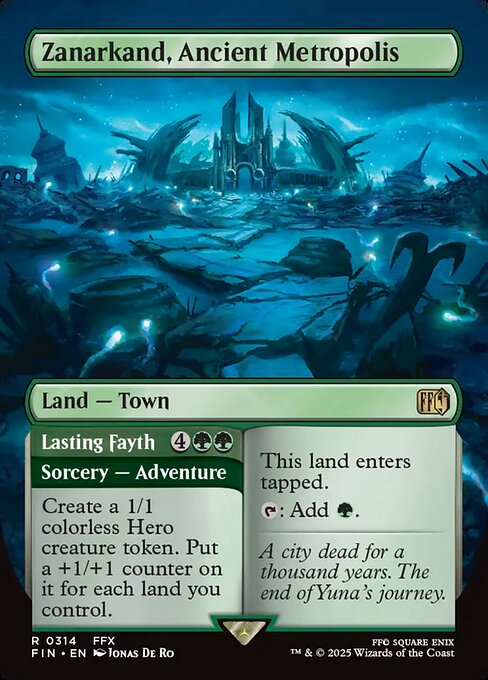 Zanarkand, Ancient Metropolis
Land — Town
FF
Lasting Fayth 4
Sorcery — Adventure
Create a 1/1
colorless Hero
creature token. Put
a +1/+1 counter on
it for each land you
control.
This land enters
tapped.
: Add .
A city dead for a
thousand years. The
end of Yuna's journey.
R 0314 FFX
FIN • EN Jonas De Ro
FF© SQUARE ENIX
™ & © 2025 Wizards of the Coast